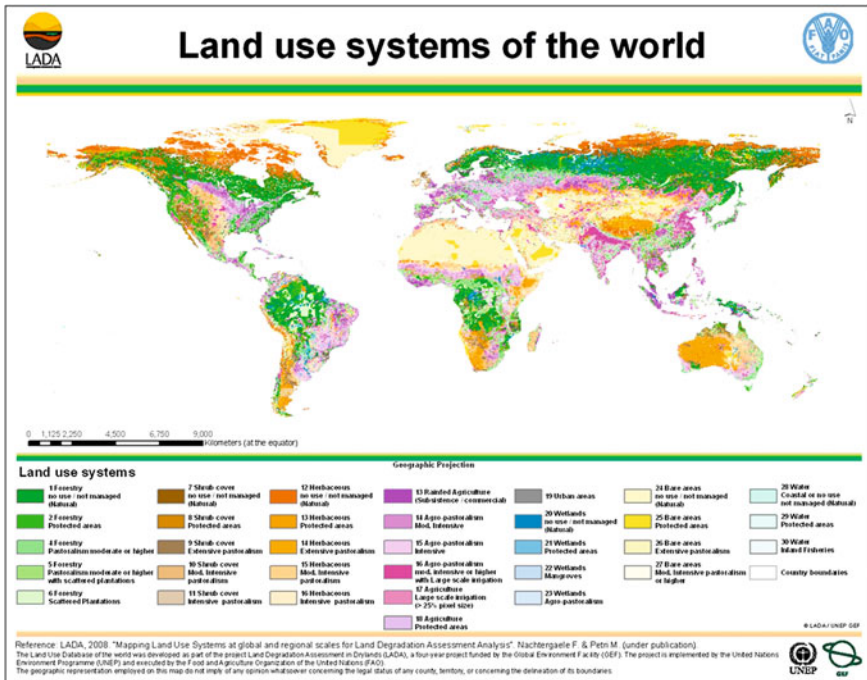 LADA
Land use systems of the world
FAO
FIAT PANIS
N
0 1,125 2,250 4,500 6,750 9,000
Kilometers (at the equator)
Geographic Projection
Land use systems
1 Forestry
no use / not managed
(Natural)
2 Forestry
Protected areas
4 Forestry
Pastoralism moderate or higher
5 Forestry
Pastoralism moderate or higher
with scattered plantations
6 Forestry
Scattered Plantations
7 Shrub cover
no use / not managed
(Natural)
8 Shrub cover
Protected areas
9 Shrub cover
Extensive pastoralism
10 Shrub cover
Mod. Intensive
pastoralism
11 Shrub cover
Intensive pastoralism
12 Herbaceous
no use / not managed
(Natural)
13 Herbaceous
Protected areas
14 Herbaceous
Extensive pastoralism
15 Herbaceous
Mod. Intensive
pastoralism
16 Herbaceous
Intensive pastoralism
13 Rainfed Agriculture
(Subsistence / commercial)
14 Agro-pastoralism
Mod. Intensive
15 Agro-pastoralism
Intensive
16 Agro-pastoralism
mod. Intensive or higher
with Large scale irrigation
17 Agriculture
Large scale irrigation
(> 25% pixel size)
18 Agriculture
Protected areas
19 Urban areas
20 Wetlands
no use / not managed
(Natural)
21 Wetlands
Protected areas
22 Wetlands
Mangroves
23 Wetlands
Agro-pastoralism
24 Bare areas
no use / not managed
(Natural)
25 Bare areas
Protected areas
26 Bare areas
Extensive pastoralism
27 Bare areas
Mod. Intensive pastoralism
or higher
28 Water
Coastal or no use
not managed (Natural)
29 Water
Protected areas
30 Water
Inland Fisheries
Country boundaries
© LADA / UNEP GEF
Reference: LADA, 2008. "Mapping Land Use Systems at global and regional scales for Land Degradation Assessment Analysis". Nachtergaele F. & Petri M. (under publication).
The Land Use Database of the world was developed as part of the project Land Degradation Assessment in Drylands (LADA), a four-year project funded by the Global Environment Facility (GEF). The project is implemented by the United Nations
Environment Programme (UNEP) and executed by the Food and Agriculture Organization of the United Nations (FAO).
The geographic representation employed on this map do not imply of any opinion whatsoever concerning the legal status of any county, territory, or concerning the delineation of its boundaries.
UNEP
GEF